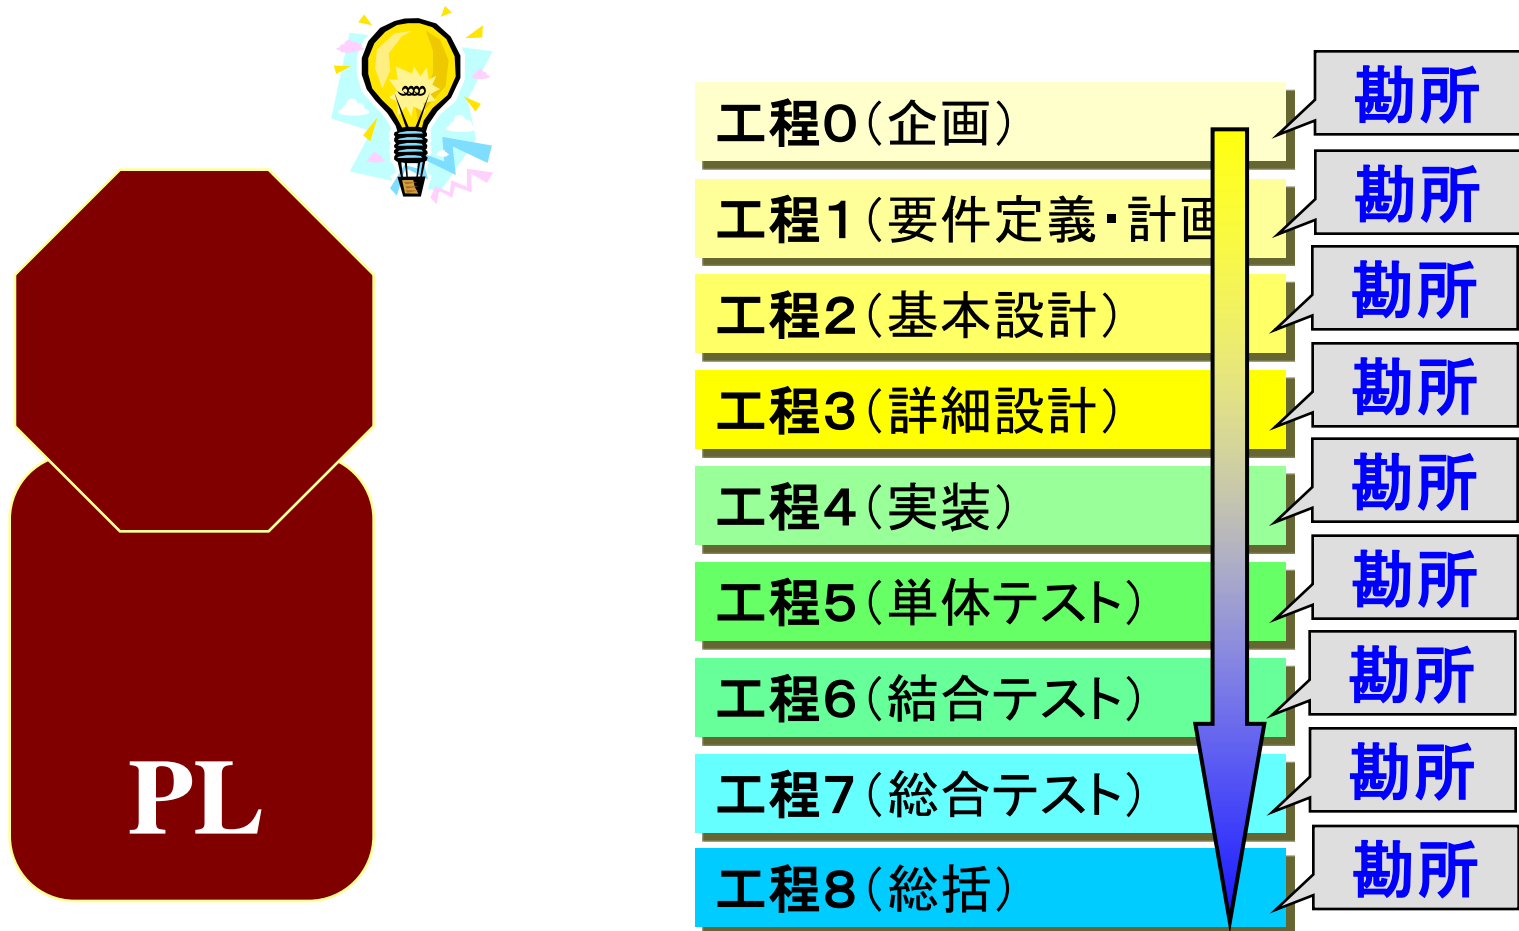 工程０（企画）
勘所
工程１（要件定義・計画
勘所
工程２（基本設計）
勘所
工程３（詳細設計）
勘所
工程４（実装）
勘所
工程５（単体テスト）
勘所
工程６（結合テスト）
勘所
工程７（総合テスト）
勘所
工程８（総括）
勘所
PL